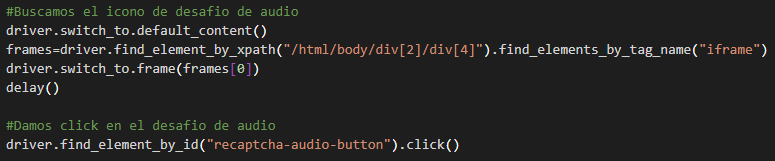 #Buscamos el icono de desafio de audio
driver.switch_to.default_content()
frames=driver.find_element_by_xpath("/html/body/div[2]/div[4]").find_elements_by_tag_name("iframe")
driver.switch_to.frame(frames[0])
delay()
#Damos click en el desafio de audio
driver.find_element_by_id("recaptcha-audio-button").click()